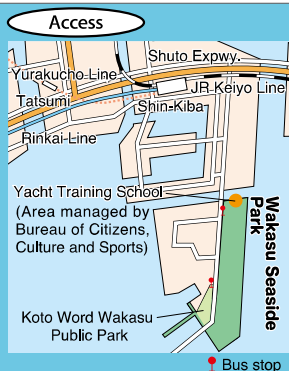 Access
Shuto Expwy.
Yurakucho Line
JR Keiyo Line
Tatsumi
Shin-Kiba
Rinkai Line
Yacht Training School
(Area managed by
Bureau of Citizens,
Culture and Sports)
Wakasu Seaside
Park
Koto Word Wakasu
Public Park
Bus stop